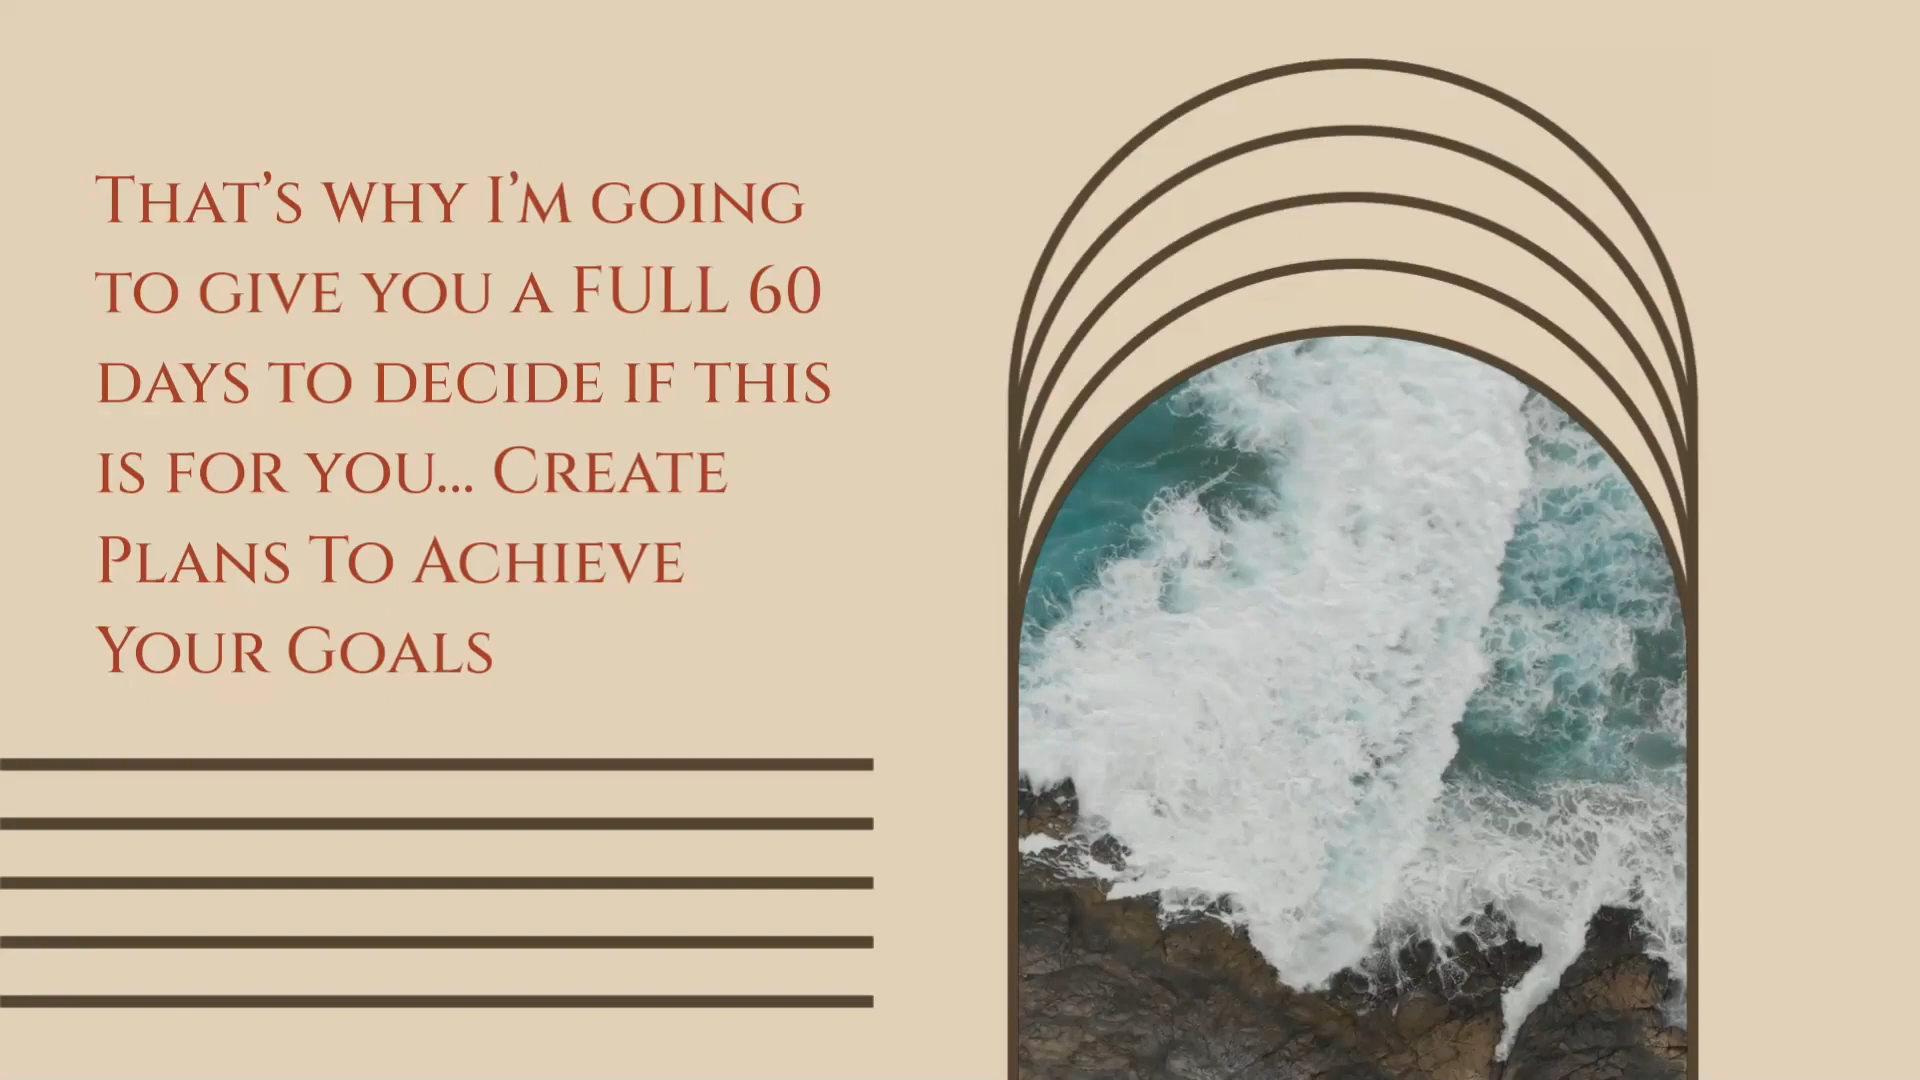 That's why I'm going
to give you a FULL 60
days to decide if this
is for you... Create
Plans To Achieve
Your Goals